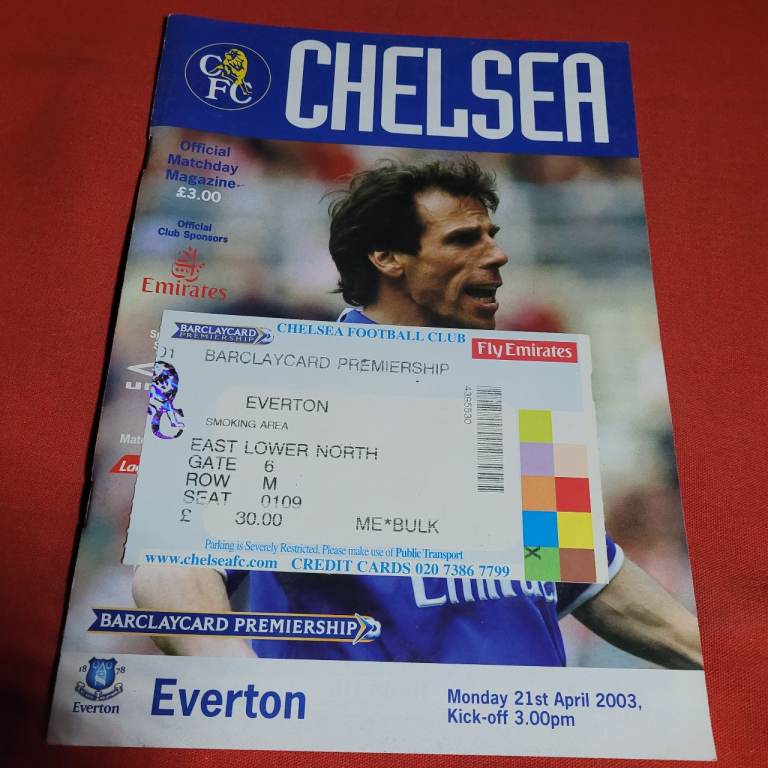 CFC
CHELSEA
Official
Matchday
Magazine
£3.00
Official
Club Sponsors
Emirates
BARCLAYCARD
PREMIERSHIP
CHELSEA FOOTBALL CLUB
Fly Emirates
01
BARCLAYCARD PREMIERSHIP
EVERTON
SMOKING AREA
EAST LOWER NORTH
GATE 6
ROW M
SEAT 0109
£ 30.00
ME*BULK
4395530
Parking is Severely Restricted. Please make use of Public Transport
www.chelseafc.com CREDIT CARDS 020 7386 7799
Emirates
BARCLAYCARD PREMIERSHIP
1878
Everton
Everton
Monday 21st April 2003,
Kick-off 3.00pm